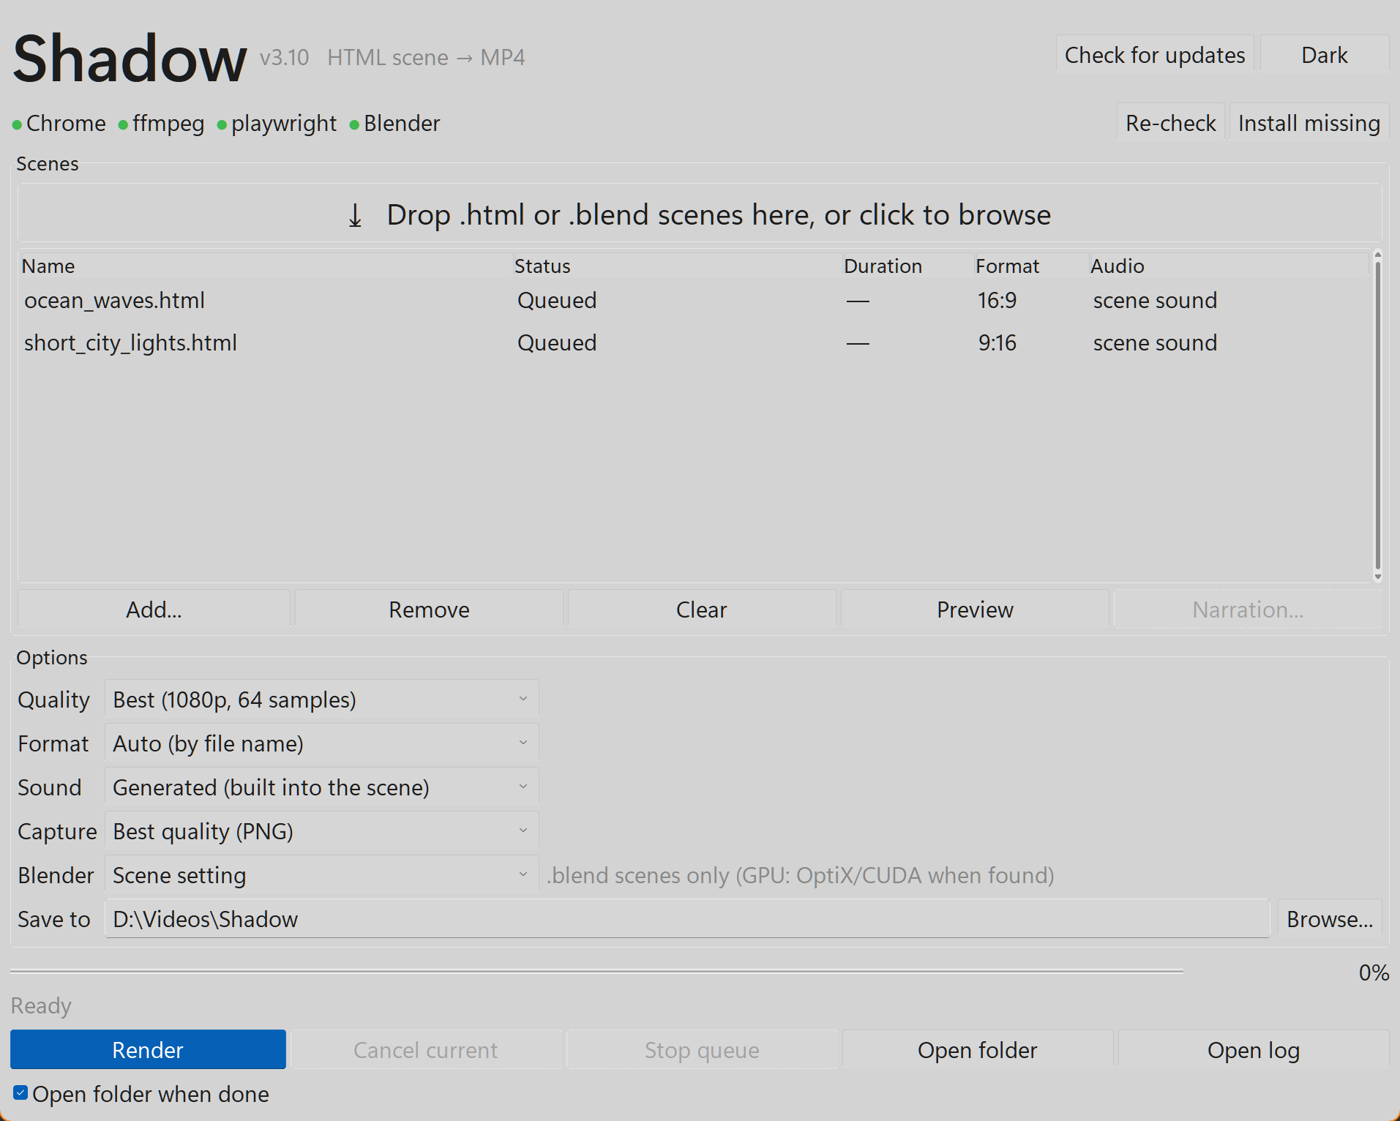 Shadow v3.10 HTML scene → MP4 Check for updates Dark
Chrome ffmpeg playwright Blender Re-check Install missing
Scenes
↓ Drop .html or .blend scenes here, or click to browse
Name Status Duration Format Audio
ocean_waves.html Queued — 16:9 scene sound
short_city_lights.html Queued — 9:16 scene sound
Add... Remove Clear Preview Narration...
Options
Quality Best (1080p, 64 samples)
Format Auto (by file name)
Sound Generated (built into the scene)
Capture Best quality (PNG)
Blender Scene setting .blend scenes only (GPU: OptiX/CUDA when found)
Save to D:\Videos\Shadow Browse...
0%
Ready
Render Cancel current Stop queue Open folder Open log
Open folder when done